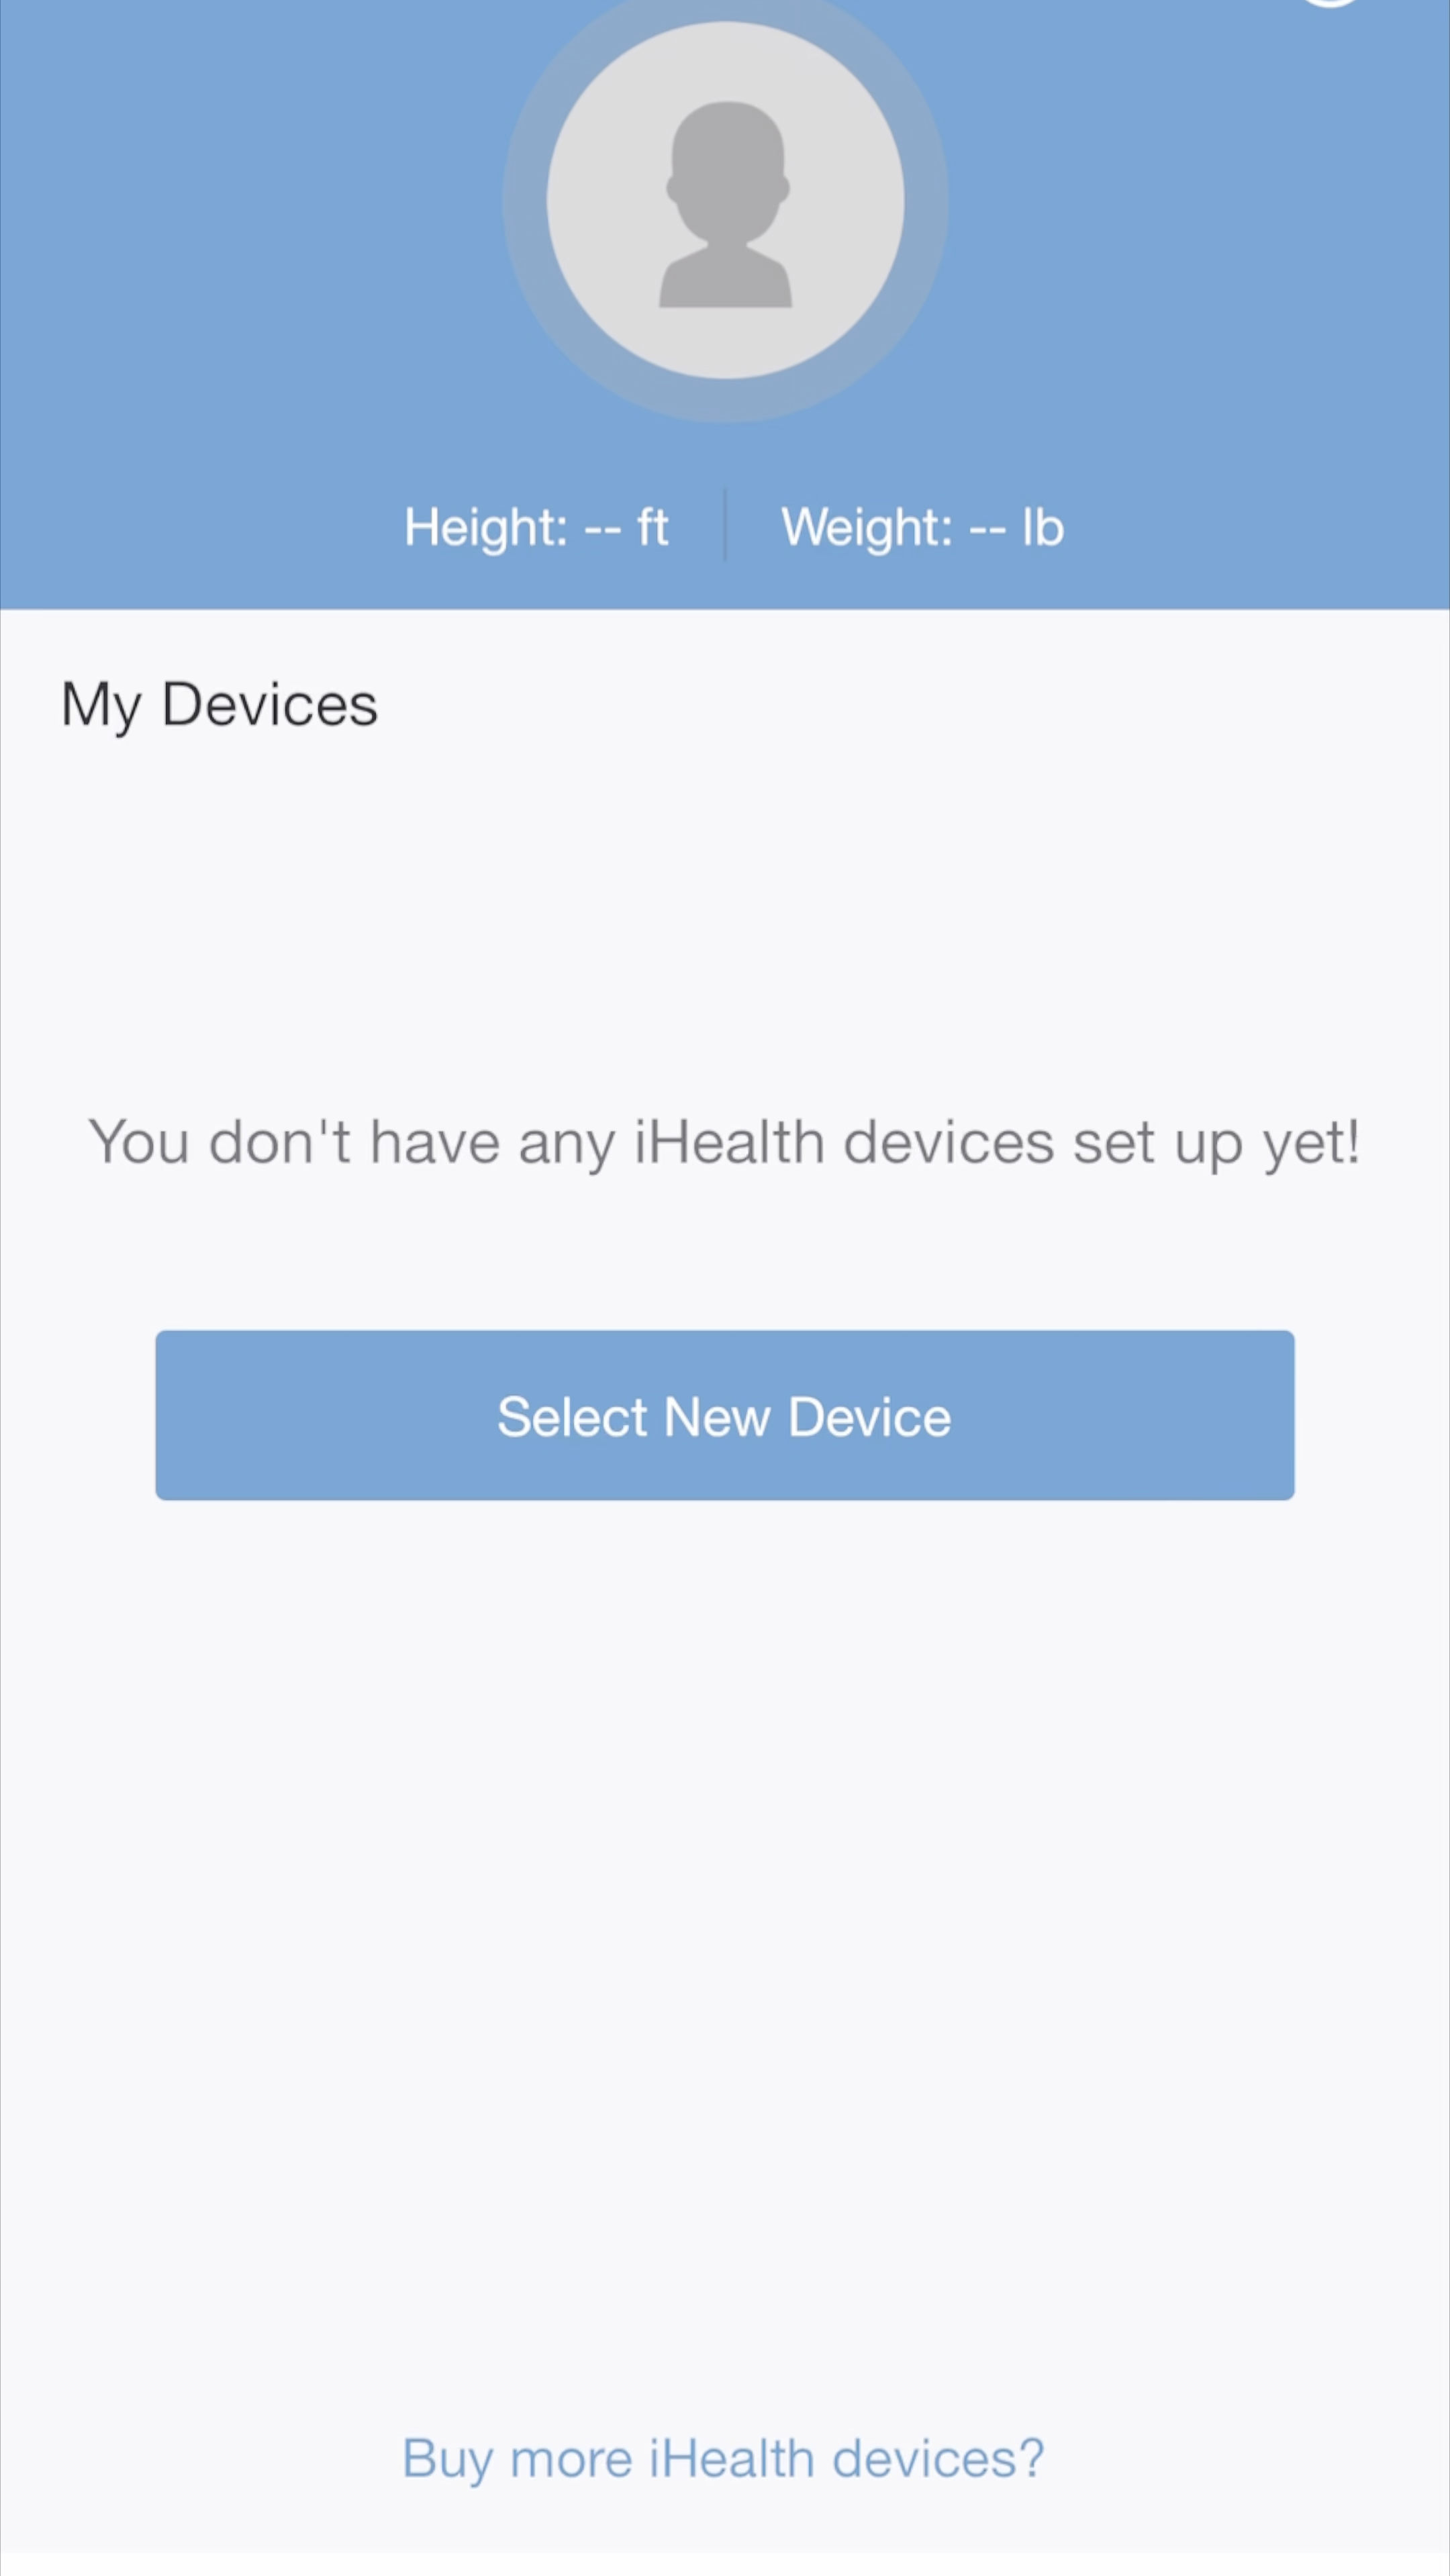 Height: -- ft Weight: -- lb
My Devices
You don't have any iHealth devices set up yet!
Select New Device
Buy more iHealth devices?